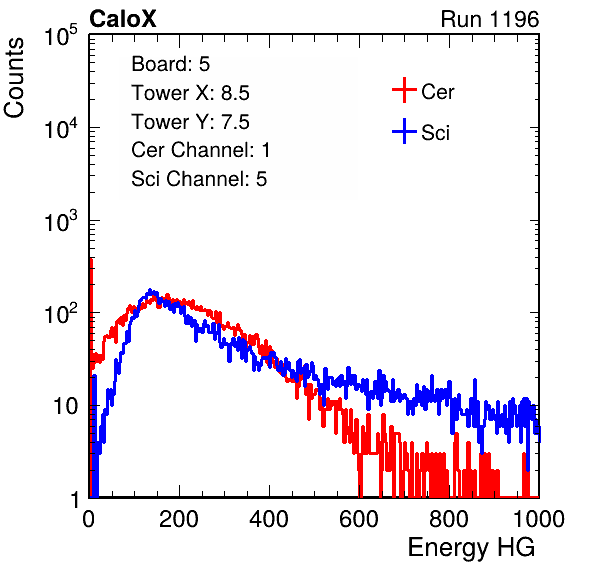 CaloX Run 1196
Counts
10^5
10^4
10^3
10^2
10
1
Board: 5
Tower X: 8.5
Tower Y: 7.5
Cer Channel: 1
Sci Channel: 5
Cer
Sci
0 200 400 600 800 1000
Energy HG